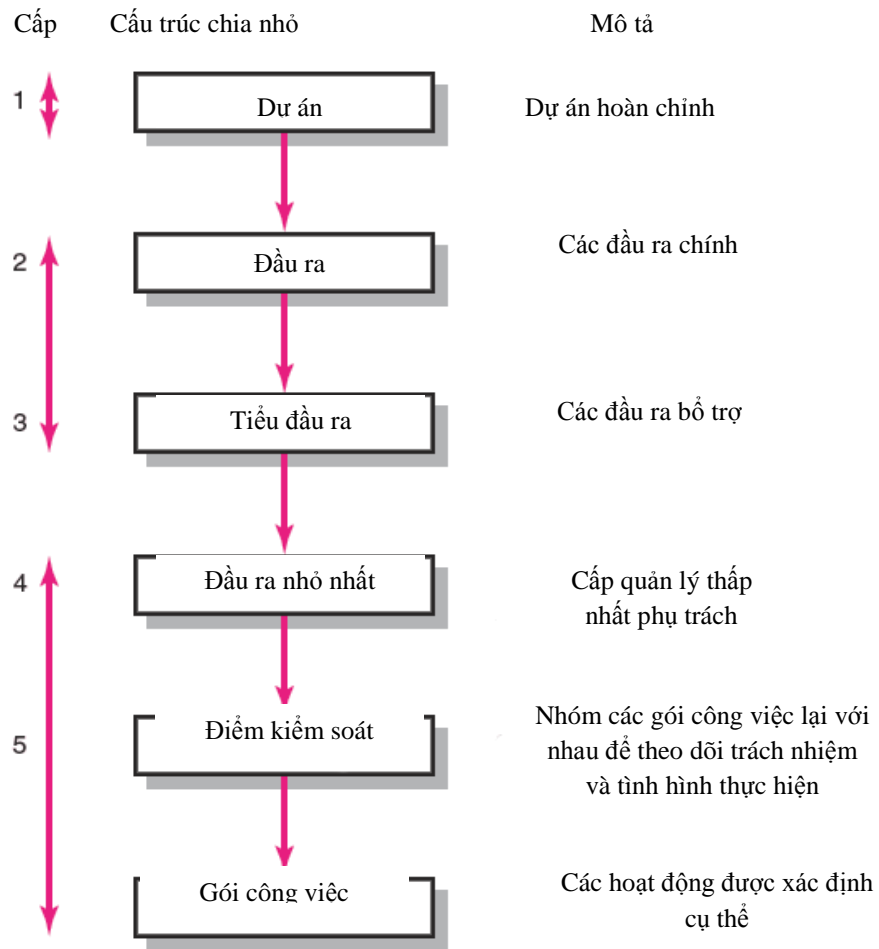 Cấp Cấu trúc chia nhỏ Mô tả
1 Dự án Dự án hoàn chỉnh
2 Đầu ra Các đầu ra chính
3 Tiểu đầu ra Các đầu ra bổ trợ
4 Đầu ra nhỏ nhất Cấp quản lý thấp
nhất phụ trách
5 Điểm kiểm soát Nhóm các gói công việc lại với
nhau để theo dõi trách nhiệm
và tình hình thực hiện
Gói công việc Các hoạt động được xác định
cụ thể